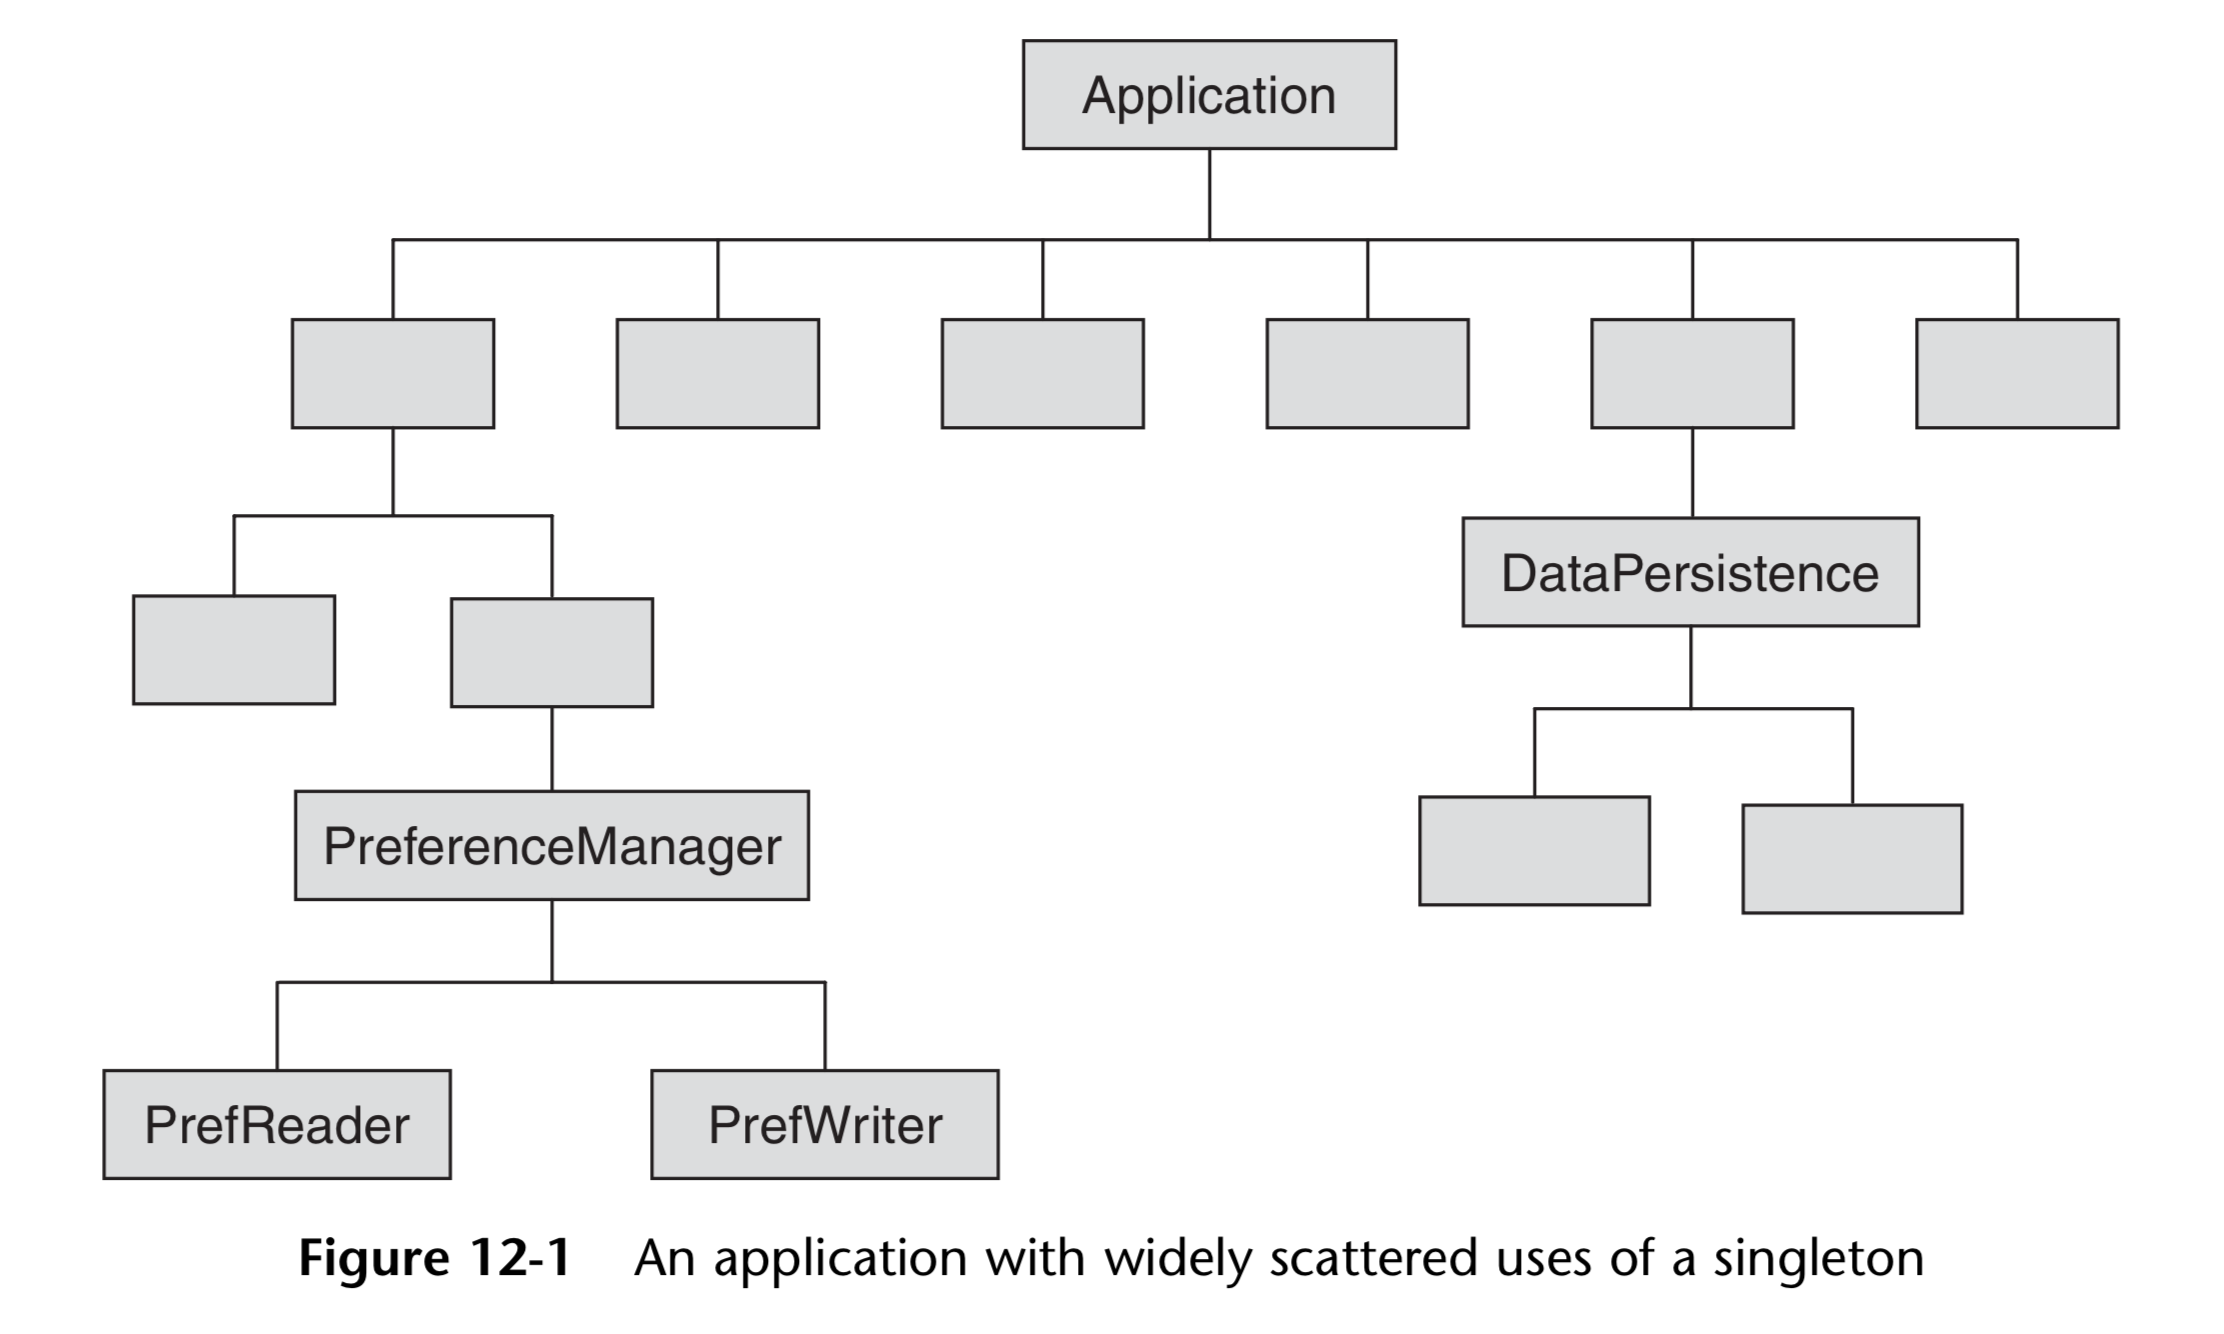 Application
DataPersistence
PreferenceManager
PrefReader
PrefWriter
Figure 12-1 An application with widely scattered uses of a singleton